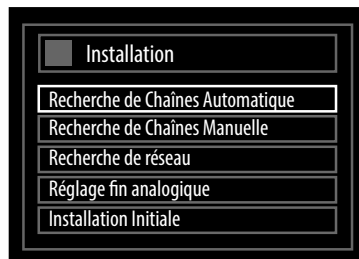 Installation
Recherche de Chaînes Automatique
Recherche de Chaînes Manuelle
Recherche de réseau
Réglage fin analogique
Installation Initiale